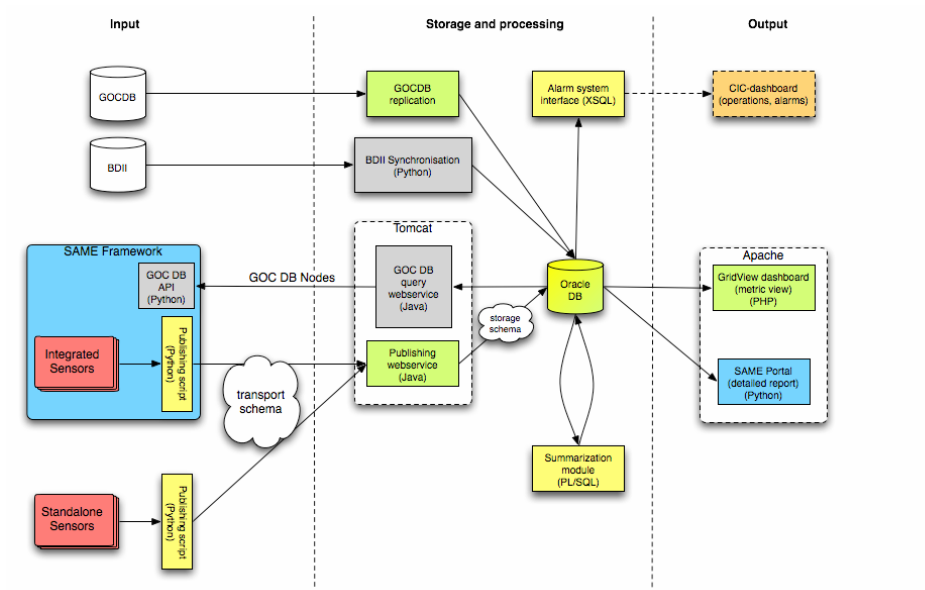 Input
Storage and processing
Output
GOCDB
GOCDB
replication
Alarm system
interface (XSQL)
CIC-dashboard
(operations, alarms)
BDII
BDII Synchronisation
(Python)
SAME Framework
GOC DB
API
(Python)
GOC DB Nodes
Tomcat
GOC DB
query
webservice
(Java)
Oracle
DB
Apache
GridView dashboard
(metric view)
(PHP)
storage
schema
Integrated
Sensors
Publishing script
(Python)
transport
schema
Publishing
webservice
(Java)
SAME Portal
(detailed report)
(Python)
Summarization
module
(PL/SQL)
Standalone
Sensors
Publishing script
(Python)